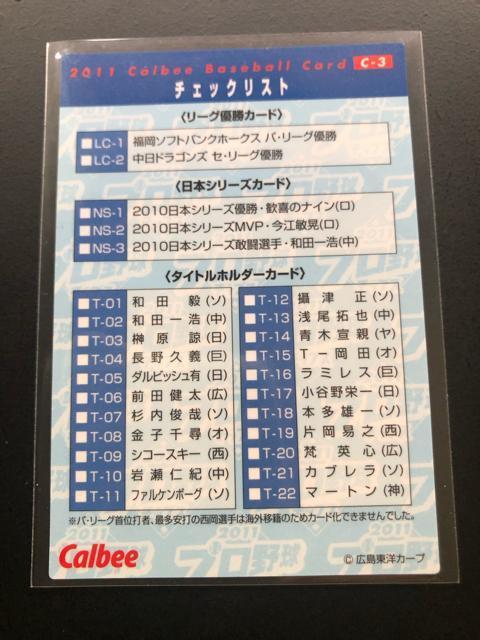 2011 Calbee Baseball Card C-3
チェックリスト
〈リーグ優勝カード〉
LC-1 福岡ソフトバンクホークス パ・リーグ優勝
LC-2 中日ドラゴンズ セ・リーグ優勝
〈日本シリーズカード〉
NS-1 2010日本シリーズ優勝・歓喜のナイン(ロ)
NS-2 2010日本シリーズMVP・今江敏晃(ロ)
NS-3 2010日本シリーズ敢闘選手・和田一浩(中)
〈タイトルホルダーカード〉
T-01 和田 毅 (ソ)
T-02 和田一浩 (中)
T-03 榊原 諒 (日)
T-04 長野久義 (巨)
T-05 ダルビッシュ有 (日)
T-06 前田健太 (広)
T-07 杉内俊哉 (ソ)
T-08 金子千尋 (オ)
T-09 シコースキー (西)
T-10 岩瀬仁紀 (中)
T-11 ファルケンボーグ (ソ)
T-12 攝津 正 (ソ)
T-13 浅尾拓也 (中)
T-14 青木宣親 (ヤ)
T-15 T-岡田 (オ)
T-16 ラミレス (巨)
T-17 小谷野栄一 (日)
T-18 本多雄一 (ソ)
T-19 片岡易之 (西)
T-20 梵 英心 (広)
T-21 カブレラ (ソ)
T-22 マートン (神)
※パ・リーグ首位打者、最多安打の西岡選手は海外移籍のためカード化できませんでした。
Calbee
© 広島東洋カープ